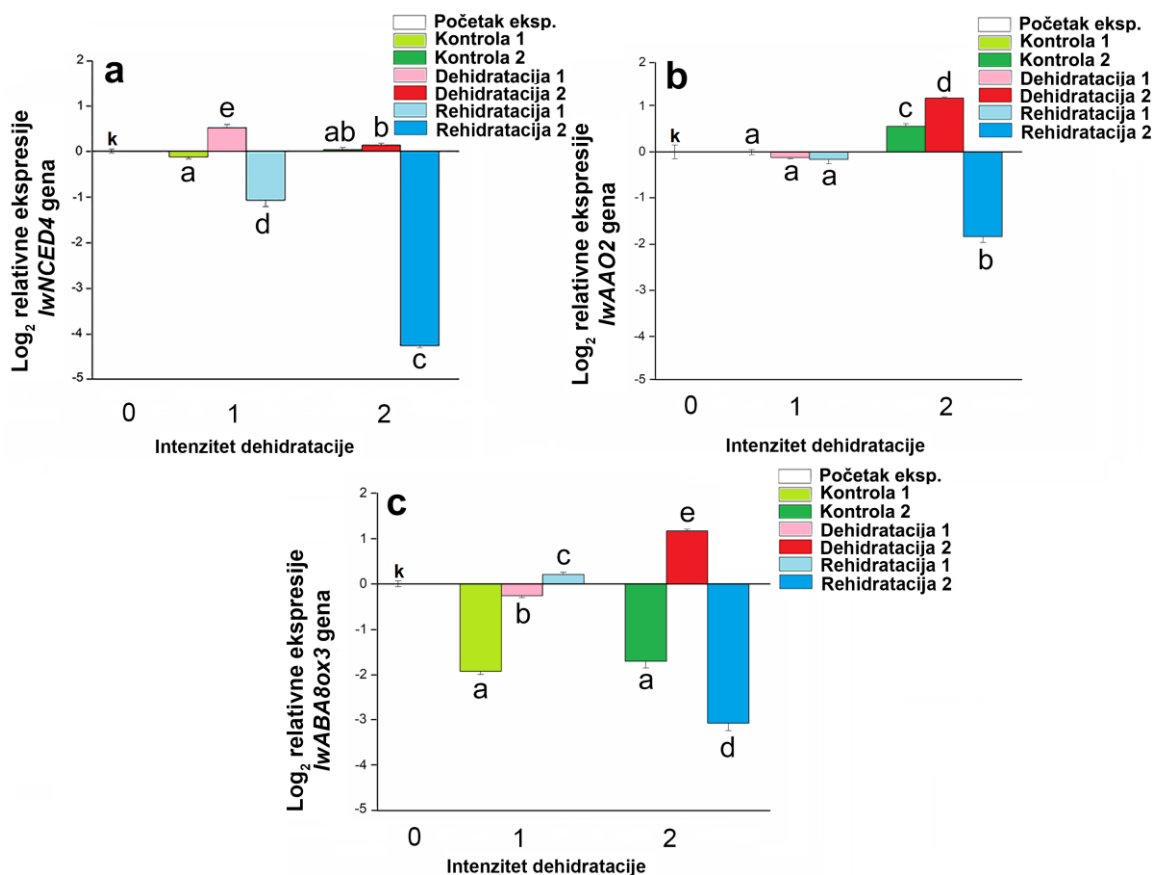 a
Početak eksp.
Kontrola 1
Kontrola 2
Dehidratacija 1
Dehidratacija 2
Rehidratacija 1
Rehidratacija 2
Log₂ relativne ekspresije
IwNCED4 gena
2
1
0
-1
-2
-3
-4
-5
k
a
e
d
ab
b
c
0
1
2
Intenzitet dehidratacije
b
Početak eksp.
Kontrola 1
Kontrola 2
Dehidratacija 1
Dehidratacija 2
Rehidratacija 1
Rehidratacija 2
Log₂ relativne ekspresije
IwAAO2 gena
2
1
0
-1
-2
-3
-4
-5
k
a
a
a
c
d
b
0
1
2
Intenzitet dehidratacije
c
Početak eksp.
Kontrola 1
Kontrola 2
Dehidratacija 1
Dehidratacija 2
Rehidratacija 1
Rehidratacija 2
Log₂ relativne ekspresije
IwABA8ox3 gena
2
1
0
-1
-2
-3
-4
-5
k
a
b
c
a
e
d
0
1
2
Intenzitet dehidratacije